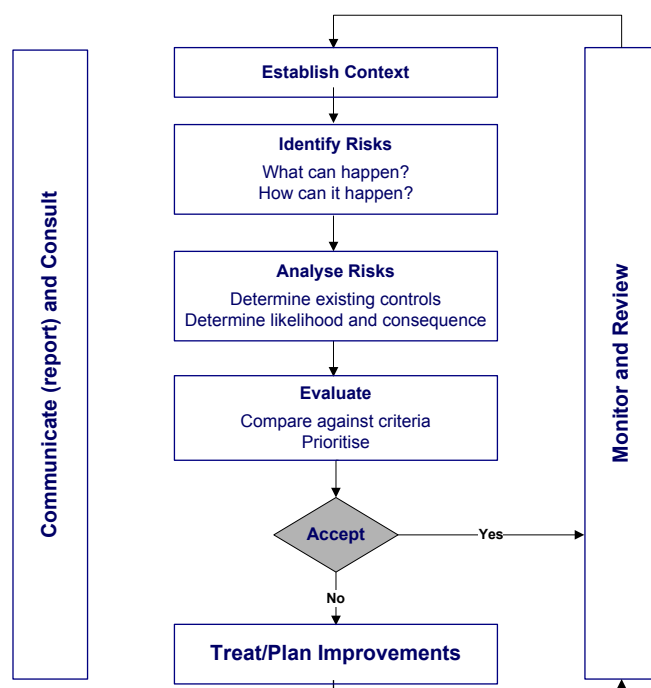 Establish Context
Communicate (report) and Consult
Identify Risks
What can happen?
How can it happen?
Analyse Risks
Determine existing controls
Determine likelihood and consequence
Evaluate
Compare against criteria
Prioritise
Accept
Yes
No
Treat/Plan Improvements
Monitor and Review